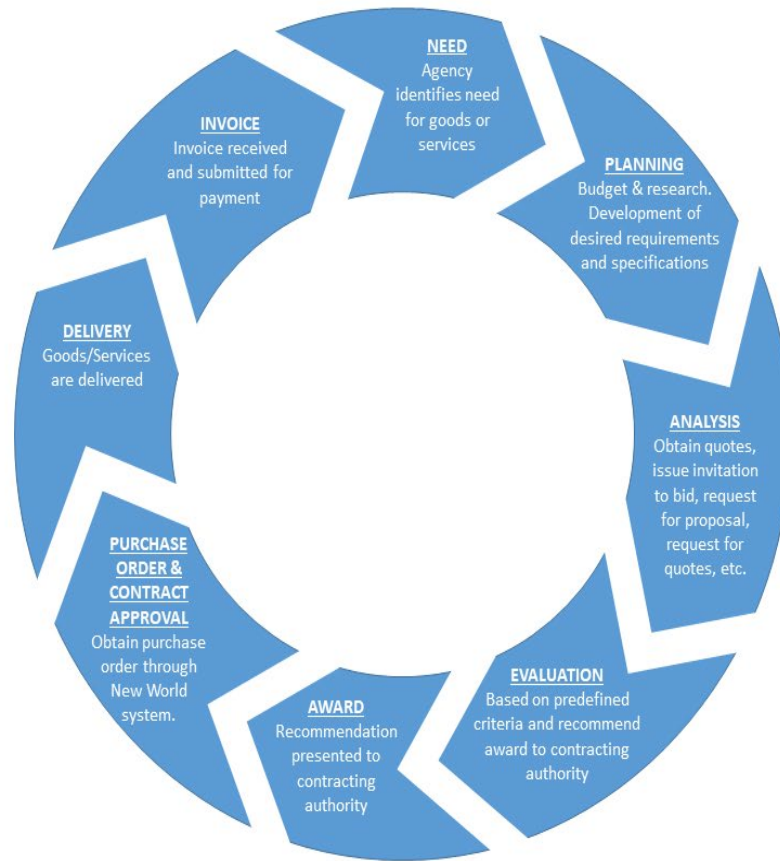 NEED
Agency
identifies need
for goods or
services
PLANNING
Budget & research.
Development of
desired requirements
and specifications
ANALYSIS
Obtain quotes,
issue invitation
to bid, request
for proposal,
request for
quotes, etc.
EVALUATION
Based on predefined
criteria and recommend
award to contracting
authority
AWARD
Recommendation
presented to
contracting
authority
PURCHASE
ORDER &
CONTRACT
APPROVAL
Obtain purchase
order through
New World
system.
DELIVERY
Goods/Services
are delivered
INVOICE
Invoice received
and submitted for
payment